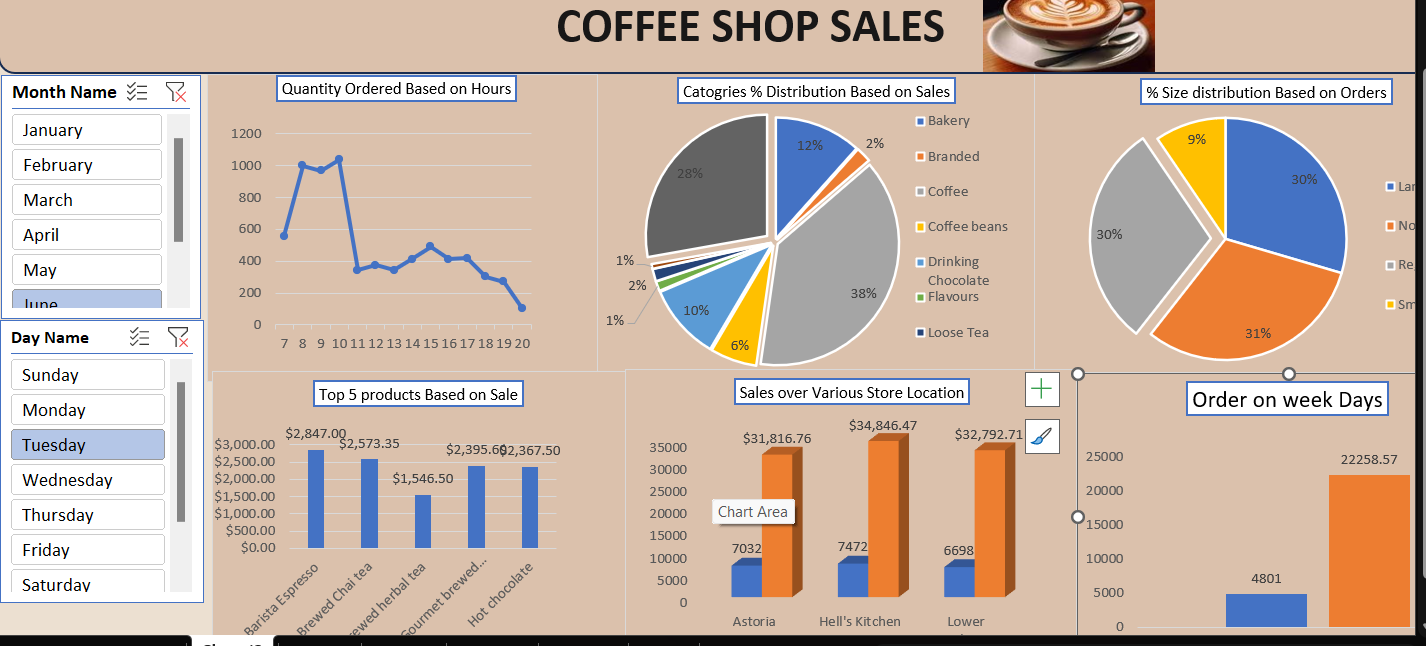 COFFEE SHOP SALES
Month Name
January
February
March
April
May
June
Day Name
Sunday
Monday
Tuesday
Wednesday
Thursday
Friday
Saturday
Quantity Ordered Based on Hours
1200
1000
800
600
400
200
0
7 8 9 10 11 12 13 14 15 16 17 18 19 20
Catogries % Distribution Based on Sales
12%
2%
28%
38%
1%
2%
1%
10%
6%
Bakery
Branded
Coffee
Coffee beans
Drinking
Chocolate
Flavours
Loose Tea
% Size distribution Based on Orders
9%
30%
30%
31%
Lar
No
Re
Sm
Top 5 products Based on Sale
$3,000.00
$2,500.00
$2,000.00
$1,500.00
$1,000.00
$500.00
$0.00
$2,847.00
$2,573.35
$1,546.50
$2,395.60
$2,367.50
Barista Espresso
Brewed Chai tea
ewed herbal tea
Gourmet brewed...
Hot chocolate
Sales over Various Store Location
35000
30000
25000
20000
15000
10000
5000
0
$31,816.76
$34,846.47
$32,792.71
7032
7472
6698
Chart Area
Astoria
Hell's Kitchen
Lower
Order on week Days
25000
20000
15000
10000
5000
0
4801
22258.57